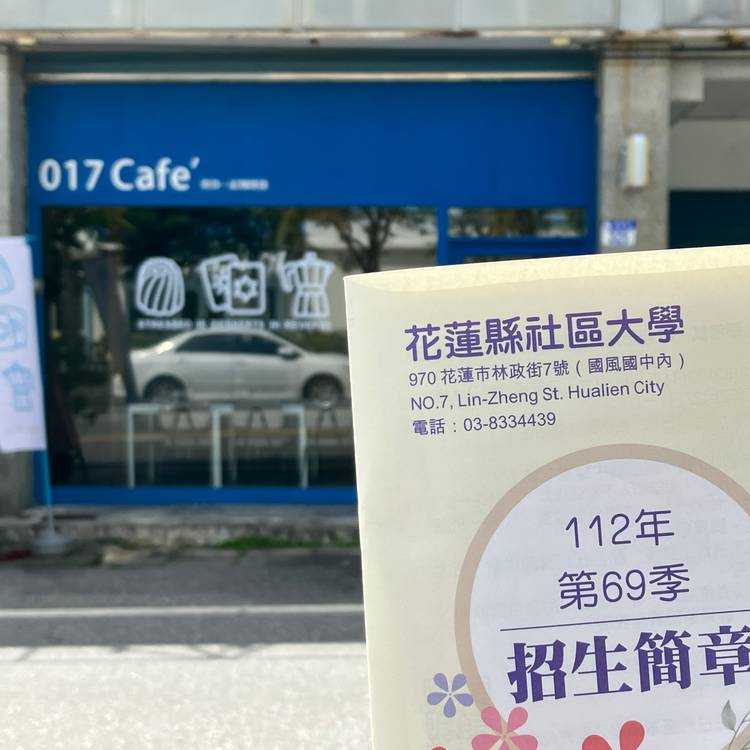 017 Cafe'
花蓮縣社區大學
970 花蓮市林政街7號（國風國中內）
NO.7, Lin-Zheng St. Hualien City
電話：03-8334439
112年
第69季
招生簡章